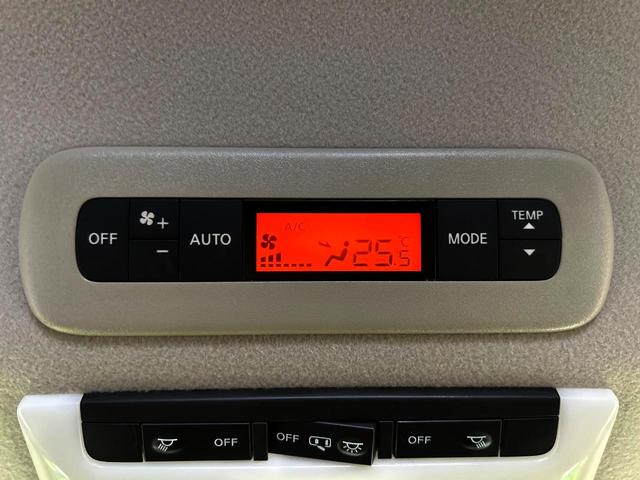 OFF + − AUTO A/C 25.5 °C MODE TEMP
OFF OFF OFF